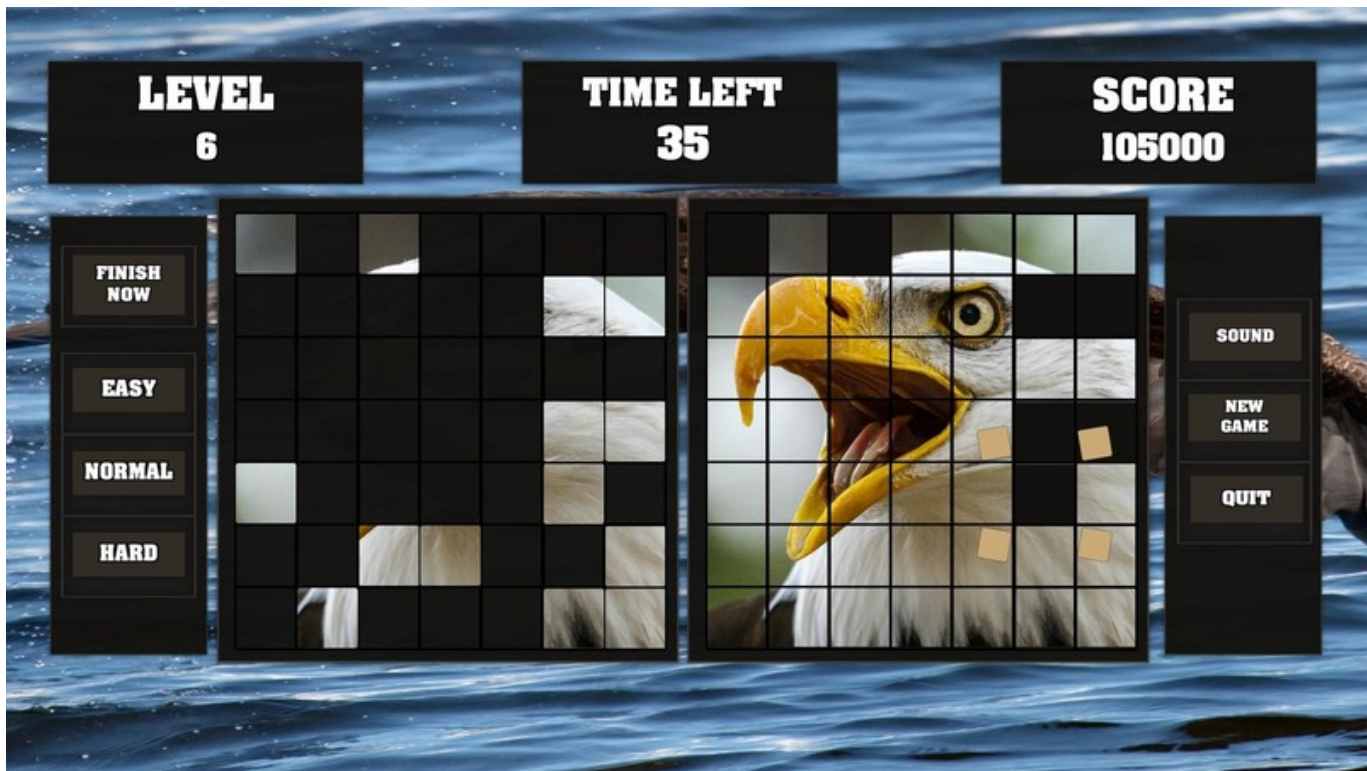 LEVEL
6
TIME LEFT
35
SCORE
105000
FINISH
NOW
EASY
NORMAL
HARD
SOUND
NEW
GAME
QUIT